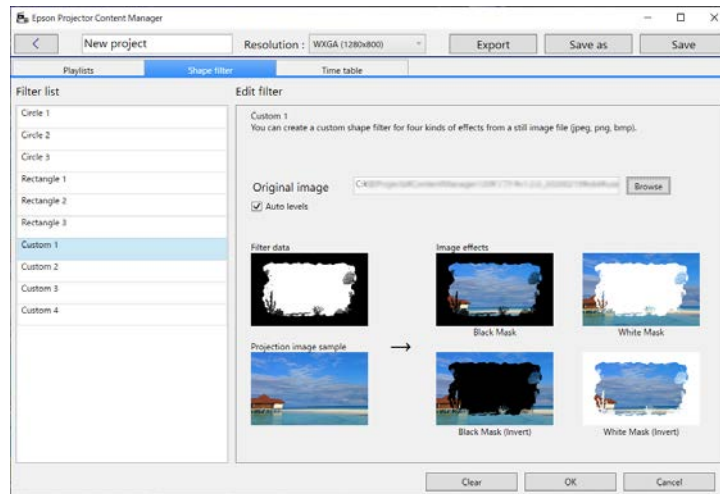 Epson Projector Content Manager
New project
Resolution : WXGA (1280x800)
Export
Save as
Save
Playlists
Shape filter
Time table
Filter list
Circle 1
Circle 2
Circle 3
Rectangle 1
Rectangle 2
Rectangle 3
Custom 1
Custom 2
Custom 3
Custom 4
Edit filter
Custom 1
You can create a custom shape filter for four kinds of effects from a still image file (jpeg, png, bmp).
Original image
Browse
Auto levels
Filter data
Image effects
Black Mask
White Mask
Projection image sample
→
Black Mask (Invert)
White Mask (Invert)
Clear
OK
Cancel